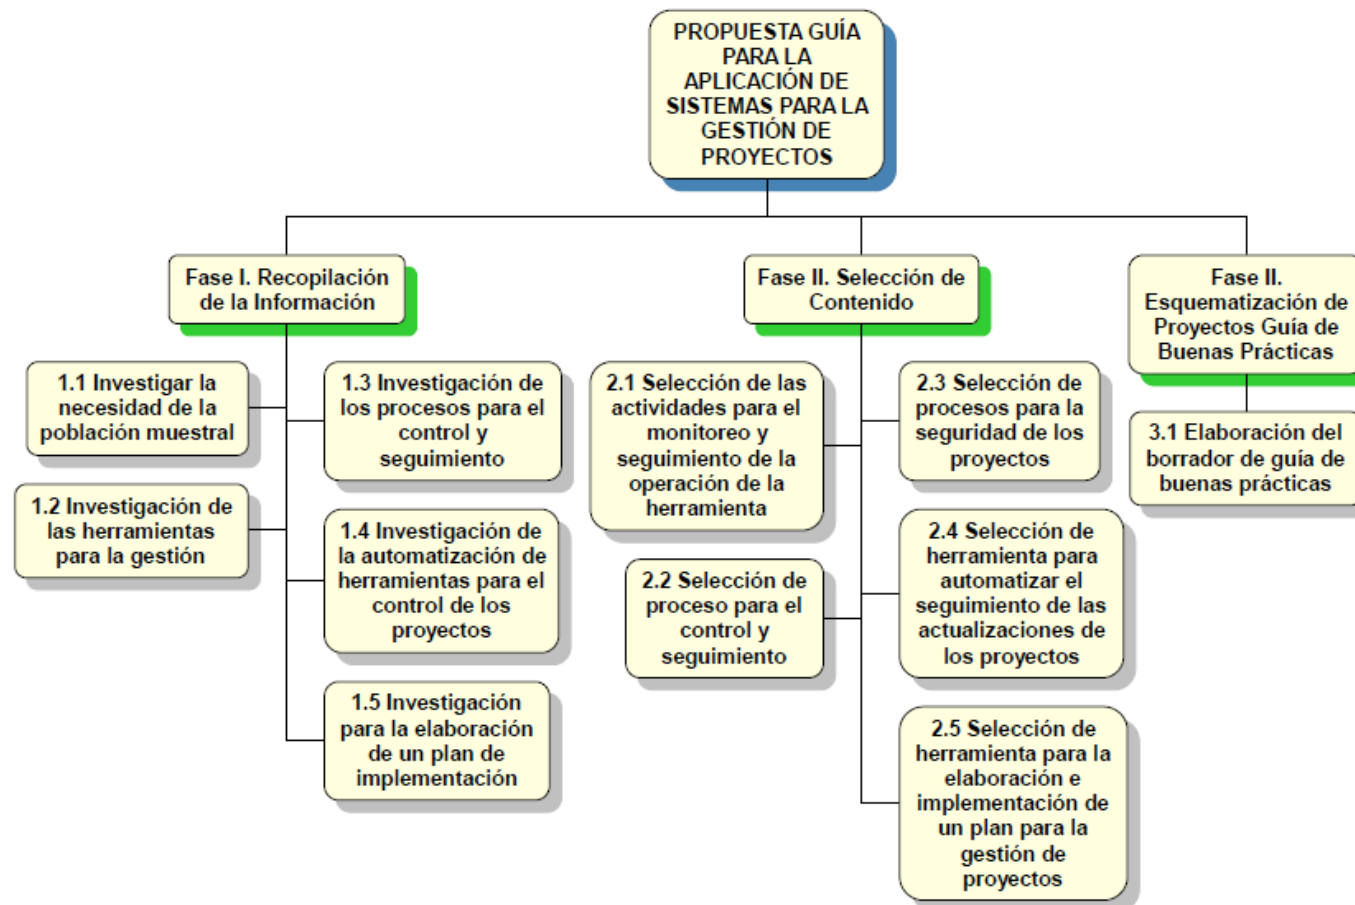 PROPUESTA GUÍA
PARA LA
APLICACIÓN DE
SISTEMAS PARA LA
GESTIÓN DE
PROYECTOS
Fase I. Recopilación
de la Información
1.1 Investigar la
necesidad de la
población muestral
1.2 Investigación de
las herramientas
para la gestión
1.3 Investigación de
los procesos para el
control y
seguimiento
1.4 Investigación de
la automatización de
herramientas para el
control de los
proyectos
1.5 Investigación
para la elaboración
de un plan de
implementación
Fase II. Selección de
Contenido
2.1 Selección de las
actividades para el
monitoreo y
seguimiento de la
operación de la
herramienta
2.2 Selección de
proceso para el
control y
seguimiento
2.3 Selección de
procesos para la
seguridad de los
proyectos
2.4 Selección de
herramienta para
automatizar el
seguimiento de las
actualizaciones de
los proyectos
2.5 Selección de
herramienta para la
elaboración e
implementación de
un plan para la
gestión de
proyectos
Fase II.
Esquematización de
Proyectos Guía de
Buenas Prácticas
3.1 Elaboración del
borrador de guía de
buenas prácticas